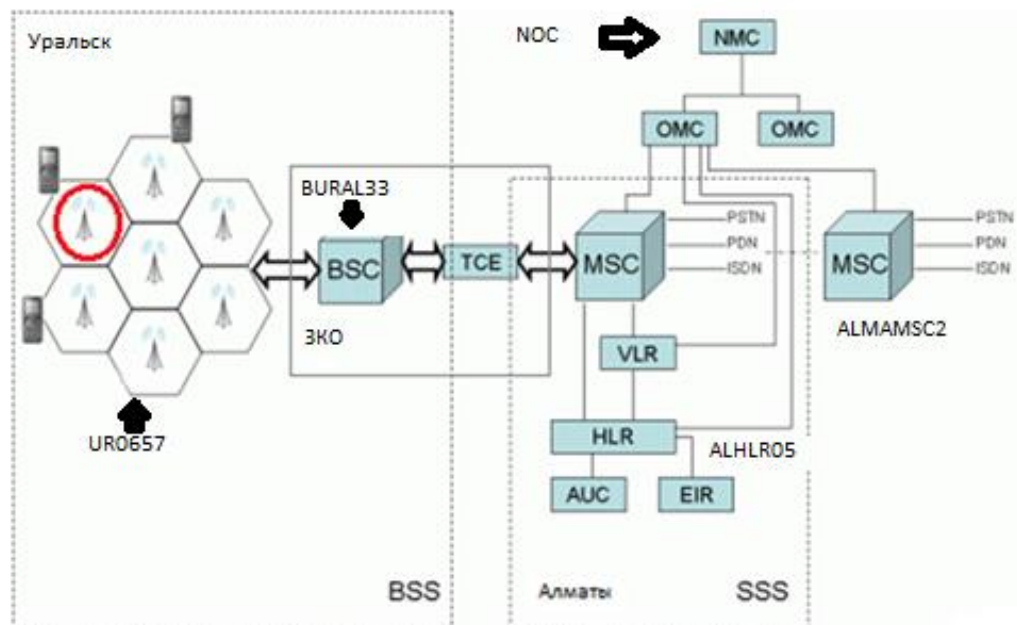 Уральск
NOC
NMC
OMC
OMC
BURAL33
BSC
TCE
MSC
PSTN
PDN
ISDN
MSC
PSTN
PDN
ISDN
ЗКО
VLR
ALMAMSC2
UR0657
HLR
ALHLR05
AUC
EIR
BSS
Алматы
SSS